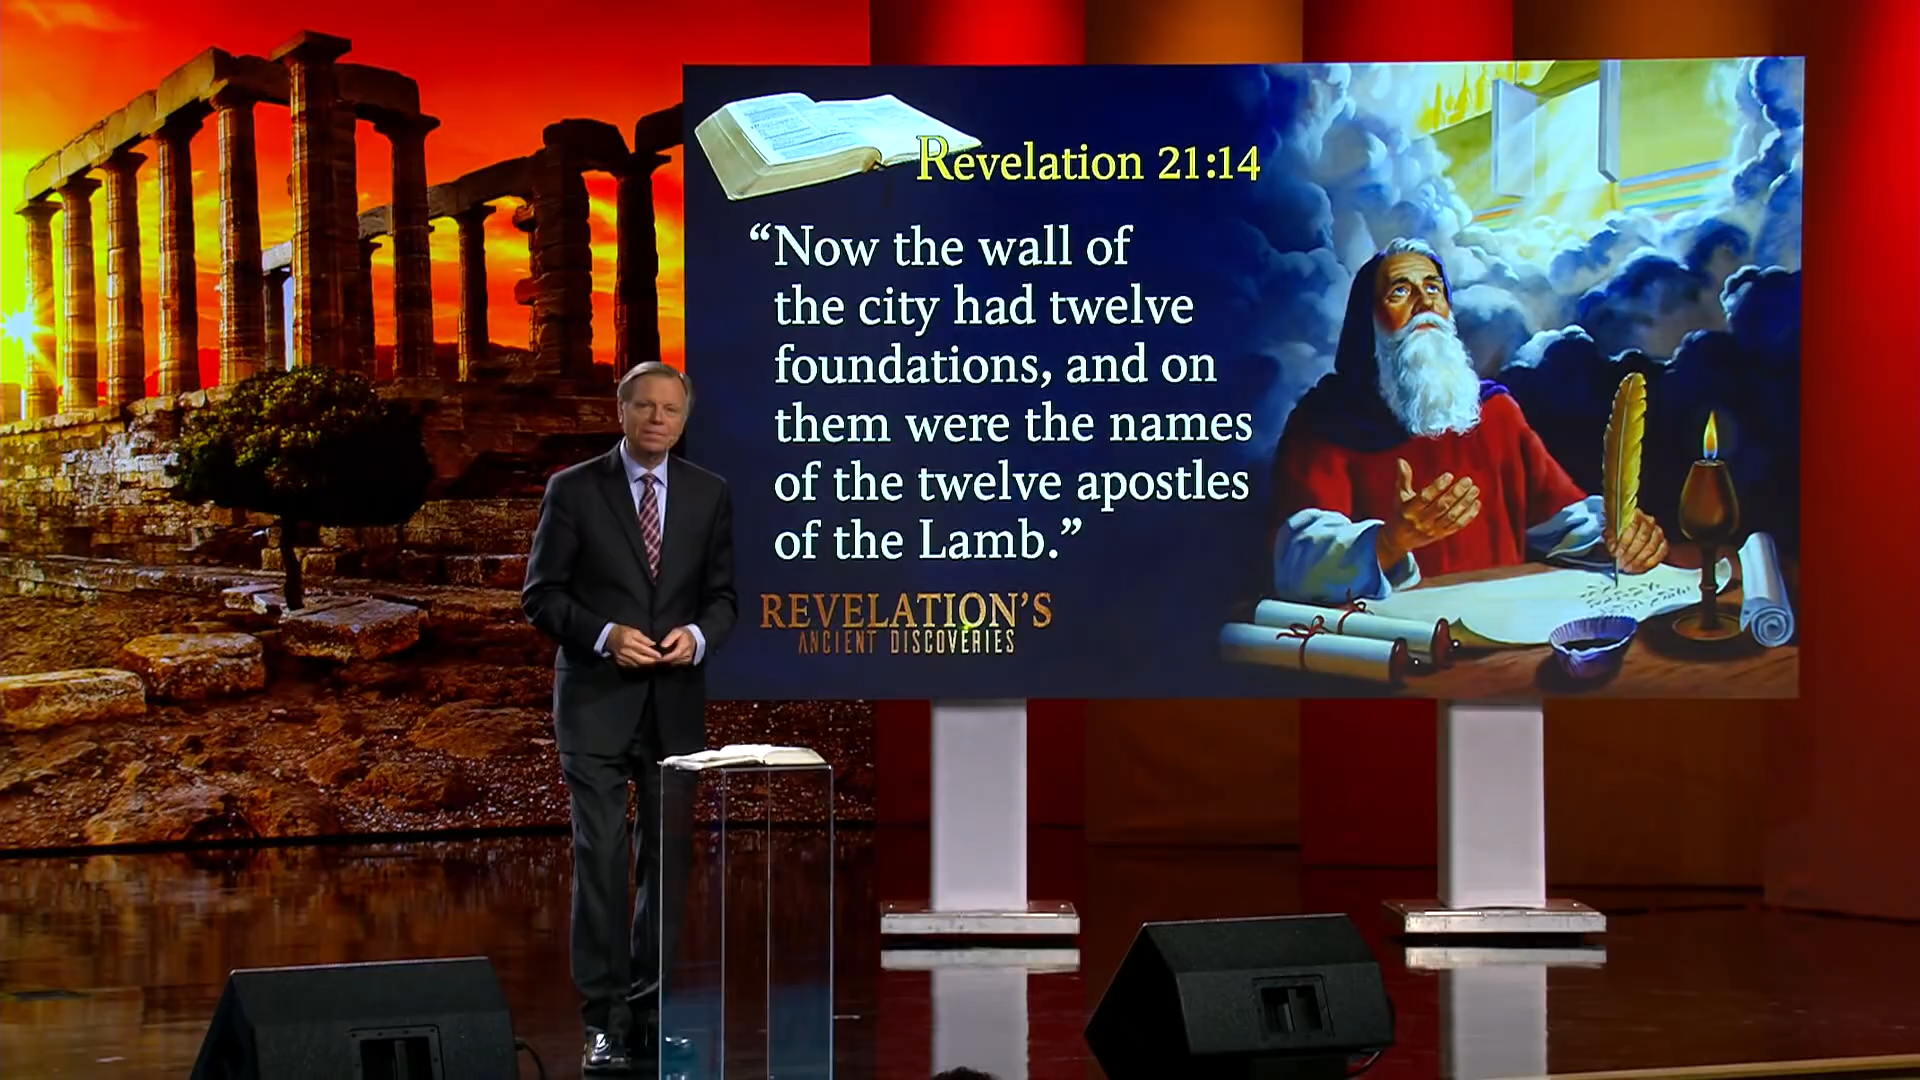 Revelation 21:14
“Now the wall of
the city had twelve
foundations, and on
them were the names
of the twelve apostles
of the Lamb.”
REVELATION’S
ANCIENT DISCOVERIES